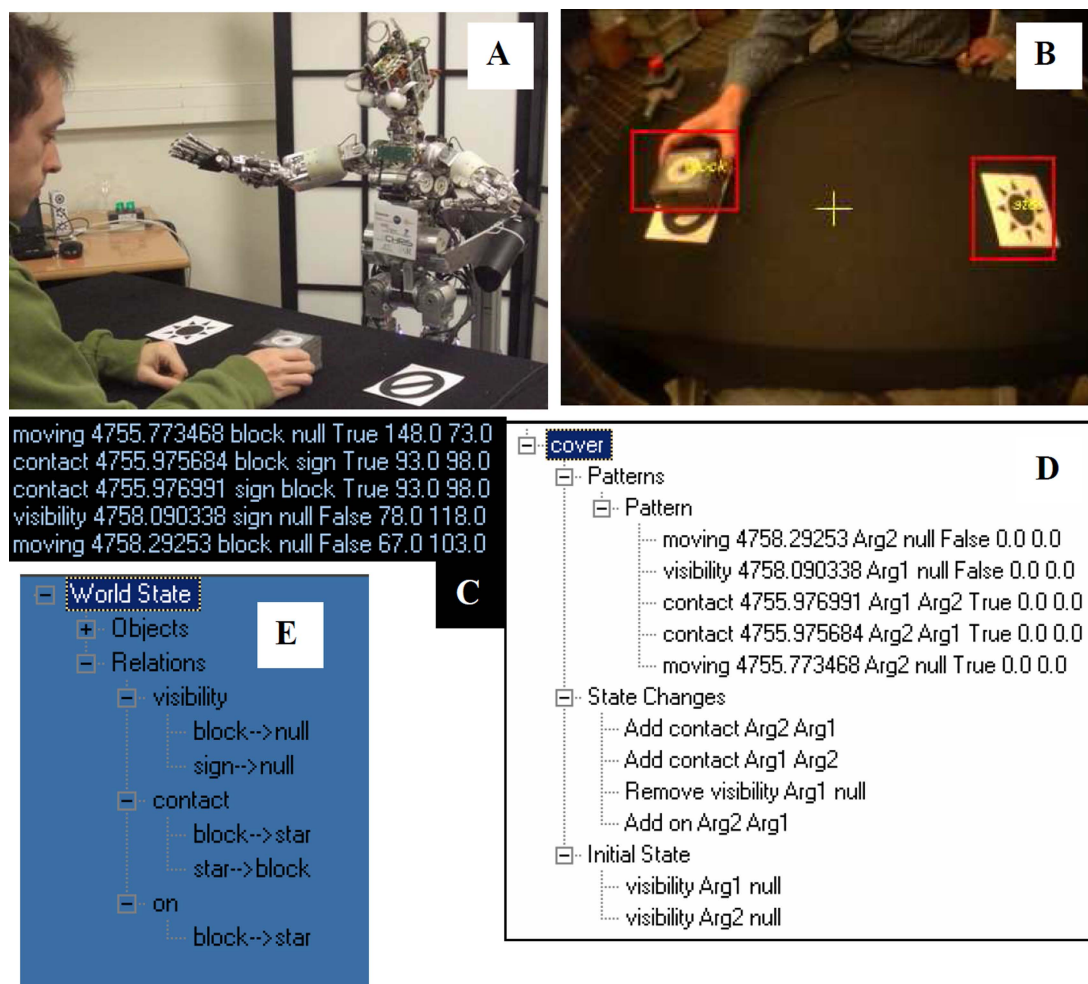 A
B
CHRIS
block
moving 4755.773468 block null True 148.0 73.0
contact 4755.975684 block sign True 93.0 98.0
contact 4755.976991 sign block True 93.0 98.0
visibility 4758.090338 sign null False 78.0 118.0
moving 4758.29253 block null False 67.0 103.0
C
cover
D
Patterns
Pattern
moving 4758.29253 Arg2 null False 0.0 0.0
visibility 4758.090338 Arg1 null False 0.0 0.0
contact 4755.976991 Arg1 Arg2 True 0.0 0.0
contact 4755.975684 Arg2 Arg1 True 0.0 0.0
moving 4755.773468 Arg2 null True 0.0 0.0
State Changes
Add contact Arg2 Arg1
Add contact Arg1 Arg2
Remove visibility Arg1 null
Add on Arg2 Arg1
Initial State
visibility Arg1 null
visibility Arg2 null
World State
E
Objects
Relations
visibility
block-->null
sign-->null
contact
block-->star
star-->block
on
block-->star